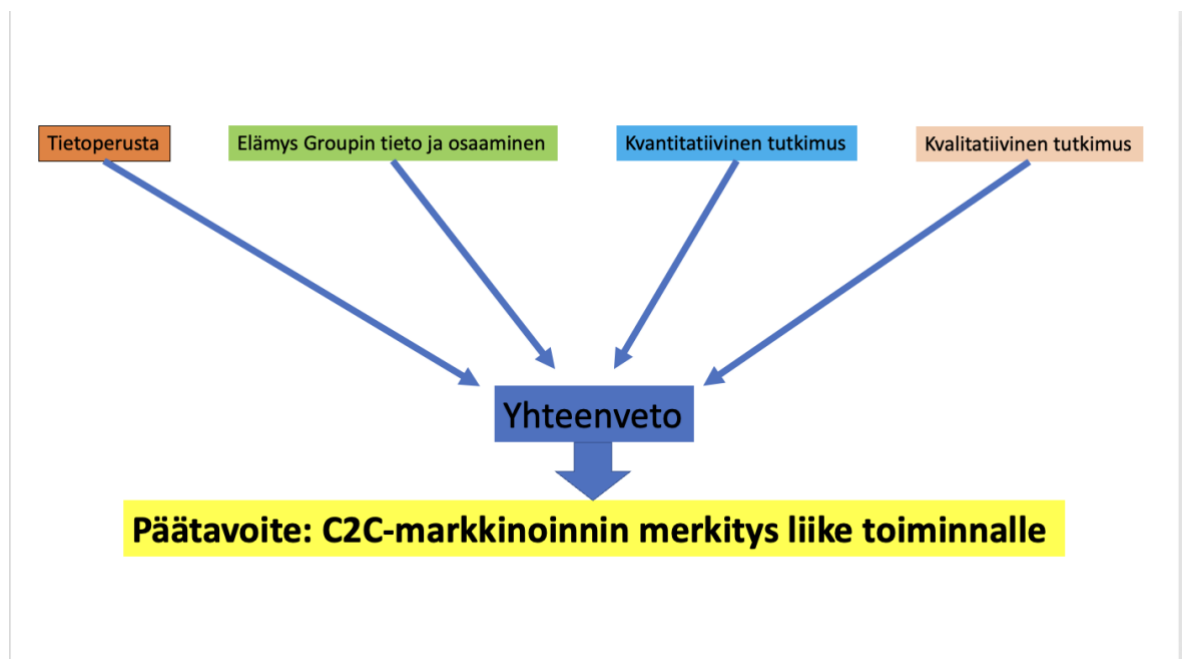 Tietoperusta
Elämys Groupin tieto ja osaaminen
Kvantitatiivinen tutkimus
Kvalitatiivinen tutkimus
Yhteenveto
Päätavoite: C2C-markkinoinnin merkitys liike toiminnalle